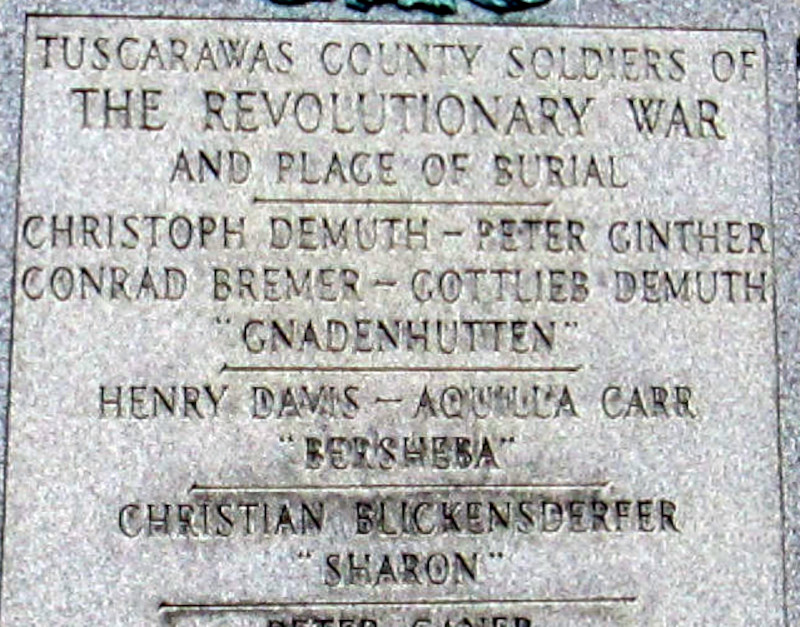 TUSCARAWAS COUNTY SOLDIERS OF
THE REVOLUTIONARY WAR
AND PLACE OF BURIAL
CHRISTOPH DEMUTH - PETER GINTHER
CONRAD BREMER - GOTTLIEB DEMUTH
"GNADENHUTTEN"
HENRY DAVIS - AQUILLA CARR
"BERSHEBA"
CHRISTIAN BLICKENSDERFER
"SHARON"
PETER